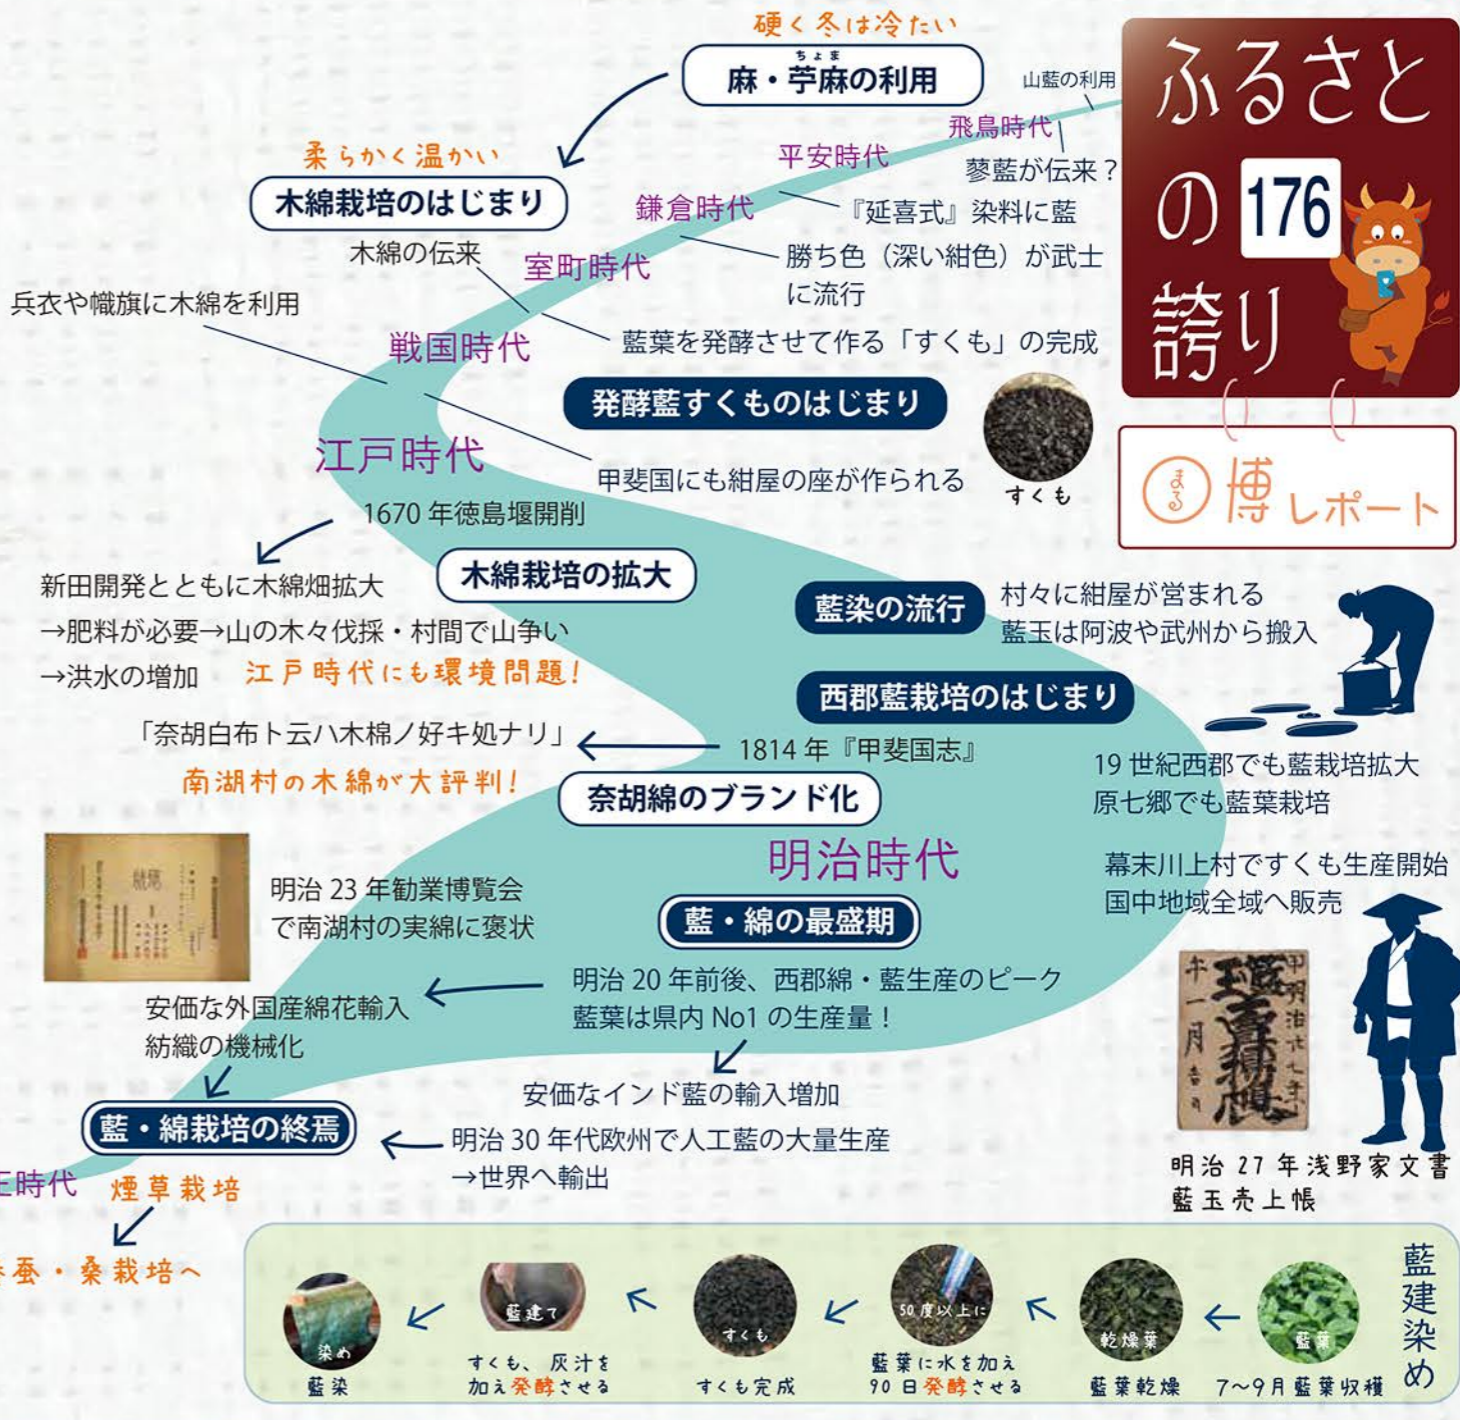 ふるさと
の 176
誇り
まる博レポート
硬く冬は冷たい
ちょま
麻・苧麻の利用
山藍の利用
飛鳥時代
蓼藍が伝来？
平安時代
『延喜式』染料に藍
柔らかく温かい
木綿栽培のはじまり
鎌倉時代
勝ち色（深い紺色）が武士
に流行
木綿の伝来
室町時代
兵衣や幟旗に木綿を利用
藍葉を発酵させて作る「すくも」の完成
戦国時代
発酵藍すくものはじまり
すくも
江戸時代
甲斐国にも紺屋の座が作られる
1670年徳島堰開削
木綿栽培の拡大
新田開発とともに木綿畑拡大
→肥料が必要→山の木々伐採・村間で山争い
→洪水の増加
江戸時代にも環境問題！
藍染の流行
村々に紺屋が営まれる
藍玉は阿波や武州から搬入
西郡藍栽培のはじまり
「奈胡白布ト云ハ木棉ノ好キ処ナリ」
1814年『甲斐国志』
南湖村の木綿が大評判！
奈胡綿のブランド化
19世紀西郡でも藍栽培拡大
原七郷でも藍葉栽培
明治時代
幕末川上村ですくも生産開始
国中地域全域へ販売
明治23年勧業博覧会
で南湖村の実綿に褒状
藍・綿の最盛期
明治20年前後、西郡綿・藍生産のピーク
藍葉は県内No1の生産量！
安価な外国産綿花輸入
紡織の機械化
安価なインド藍の輸入増加
藍・綿栽培の終焉
明治30年代欧州で人工藍の大量生産
→世界へ輸出
明治27年浅野家文書
藍玉売上帳
正時代
煙草栽培
蚕・桑栽培へ
藍建染め
藍葉
7～9月藍葉収穫
乾燥葉
藍葉乾燥
50度以上に
藍葉に水を加え
90日発酵させる
すくも
すくも完成
藍建て
すくも、灰汁を
加え発酵させる
染め
藍染